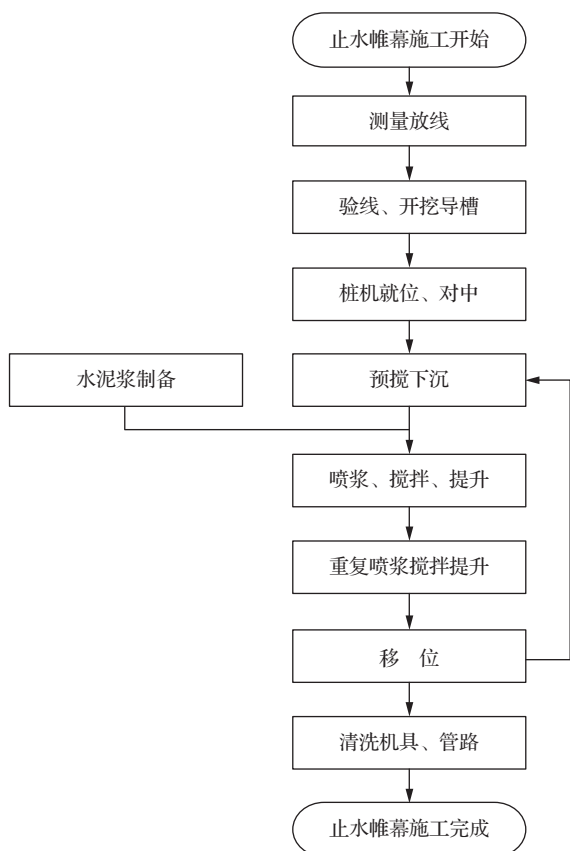 止水帷幕施工开始
测量放线
验线、开挖导槽
桩机就位、对中
水泥浆制备
预搅下沉
喷浆、搅拌、提升
重复喷浆搅拌提升
移 位
清洗机具、管路
止水帷幕施工完成